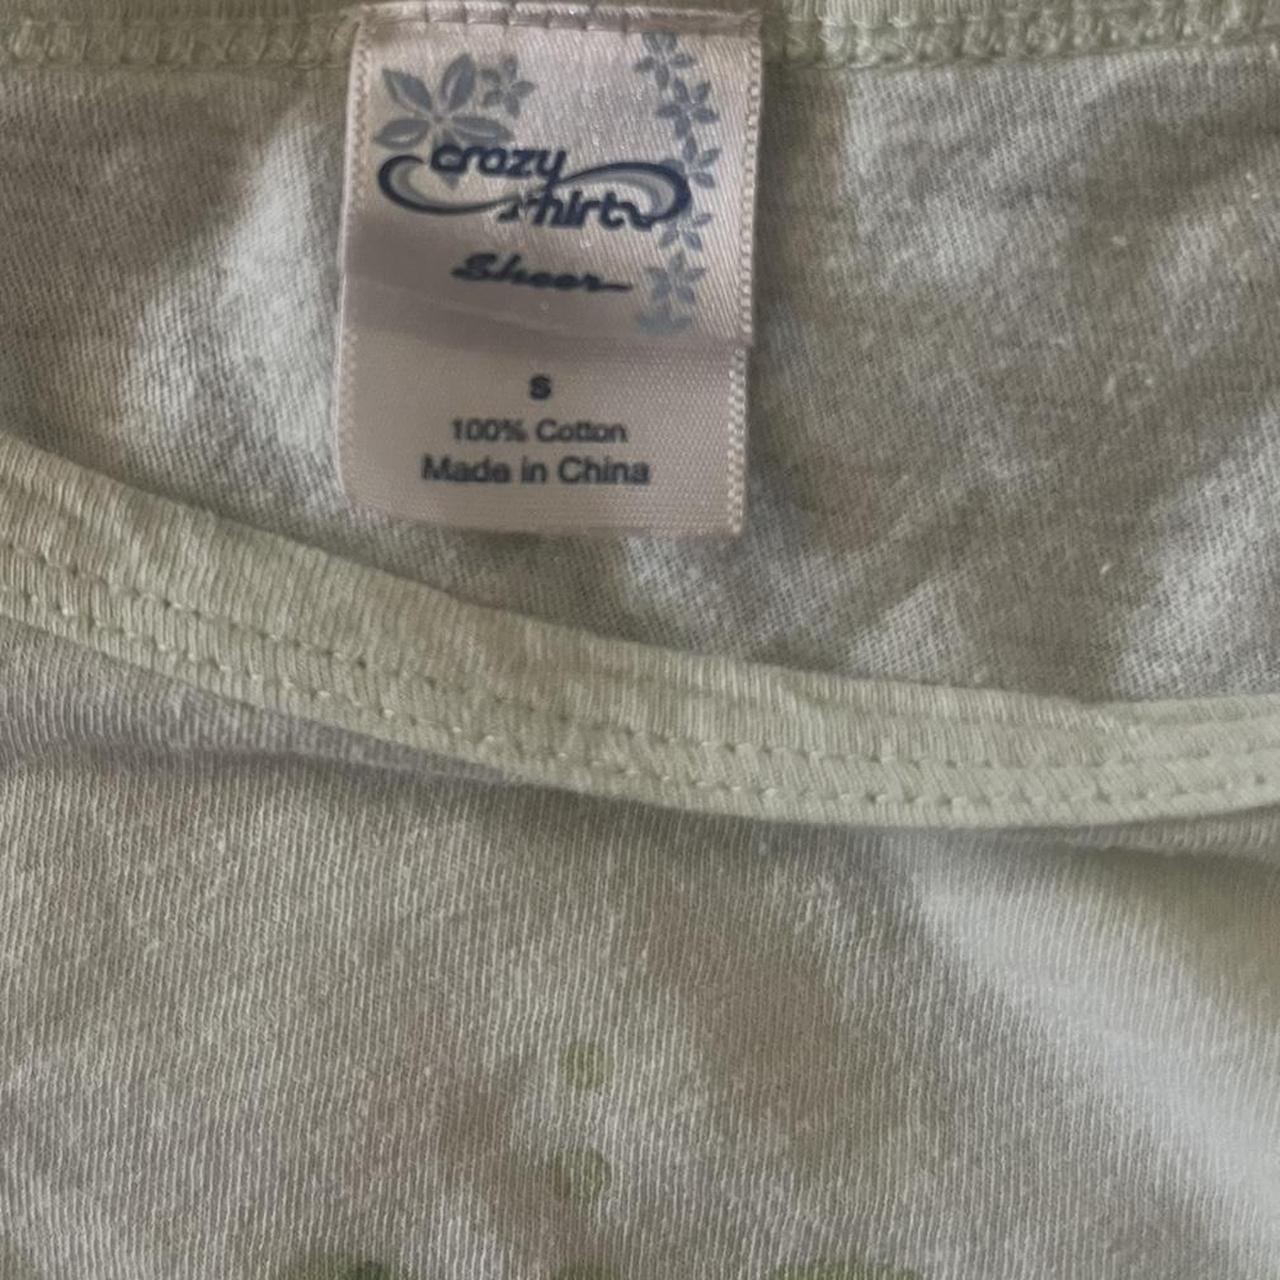 crazy
shirts
Sheer
S
100% Cotton
Made in China